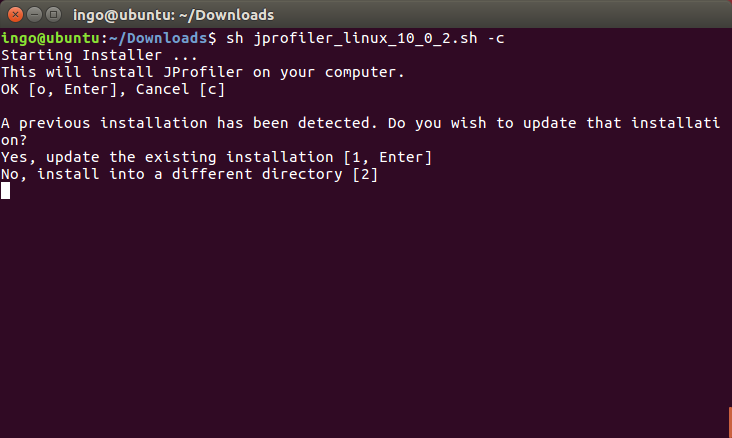 ingo@ubuntu: ~/Downloads
ingo@ubuntu:~/Downloads$ sh jprofiler_linux_10_0_2.sh -c
Starting Installer ...
This will install JProfiler on your computer.
OK [o, Enter], Cancel [c]
A previous installation has been detected. Do you wish to update that installati
on?
Yes, update the existing installation [1, Enter]
No, install into a different directory [2]